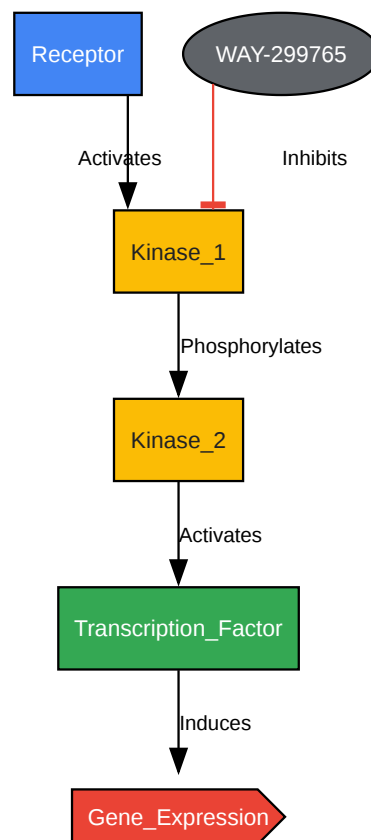 Receptor
WAY-299765
Activates
Inhibits
Kinase_1
Phosphorylates
Kinase_2
Activates
Transcription_Factor
Induces
Gene_Expression